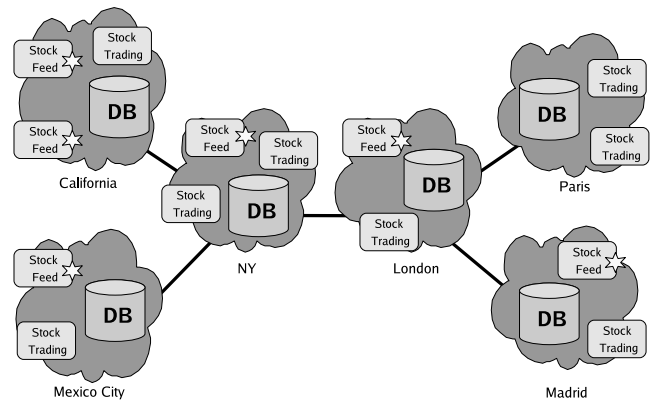 Stock
Feed
Stock
Trading
DB
Stock
Feed
California
Stock
Feed
Stock
Trading
Stock
Trading
DB
NY
Stock
Feed
DB
Stock
Trading
London
Stock
Trading
DB
Stock
Trading
Paris
Stock
Feed
DB
Stock
Trading
Mexico City
Stock
Feed
DB
Stock
Trading
Madrid